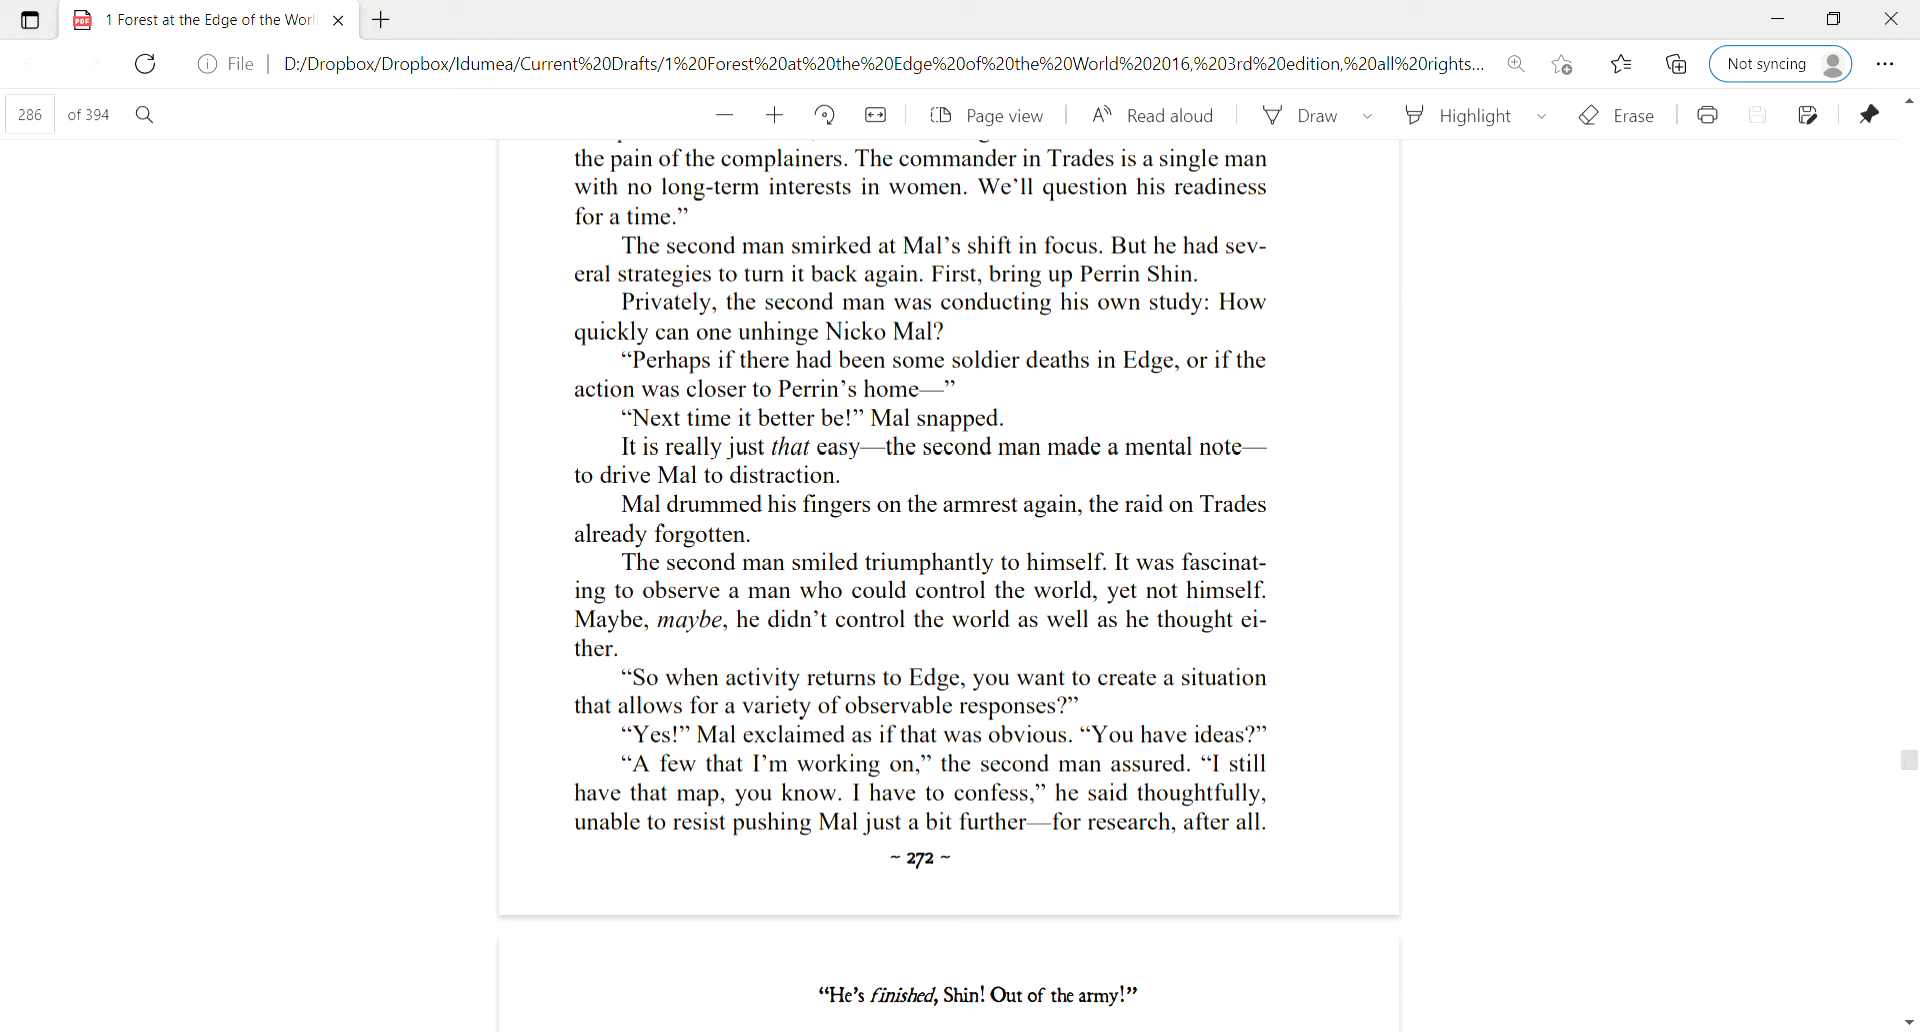 1 Forest at the Edge of the Worl
File
D:/Dropbox/Dropbox/Idumea/Current%20Drafts/1%20Forest%20at%20the%20Edge%20of%20the%20World%202016,%203rd%20edition,%20all%20rights...
Not syncing
286 of 394
Page view
Read aloud
Draw
Highlight
Erase
the pain of the complainers. The commander in Trades is a single man
with no long-term interests in women. We’ll question his readiness
for a time.”
The second man smirked at Mal’s shift in focus. But he had sev-
eral strategies to turn it back again. First, bring up Perrin Shin.
Privately, the second man was conducting his own study: How
quickly can one unhinge Nicko Mal?
“Perhaps if there had been some soldier deaths in Edge, or if the
action was closer to Perrin’s home—”
“Next time it better be!” Mal snapped.
It is really just that easy—the second man made a mental note—
to drive Mal to distraction.
Mal drummed his fingers on the armrest again, the raid on Trades
already forgotten.
The second man smiled triumphantly to himself. It was fascinat-
ing to observe a man who could control the world, yet not himself.
Maybe, maybe, he didn’t control the world as well as he thought ei-
ther.
“So when activity returns to Edge, you want to create a situation
that allows for a variety of observable responses?”
“Yes!” Mal exclaimed as if that was obvious. “You have ideas?”
“A few that I’m working on,” the second man assured. “I still
have that map, you know. I have to confess,” he said thoughtfully,
unable to resist pushing Mal just a bit further—for research, after all.
~ 272 ~
“He’s finished, Shin! Out of the army!”